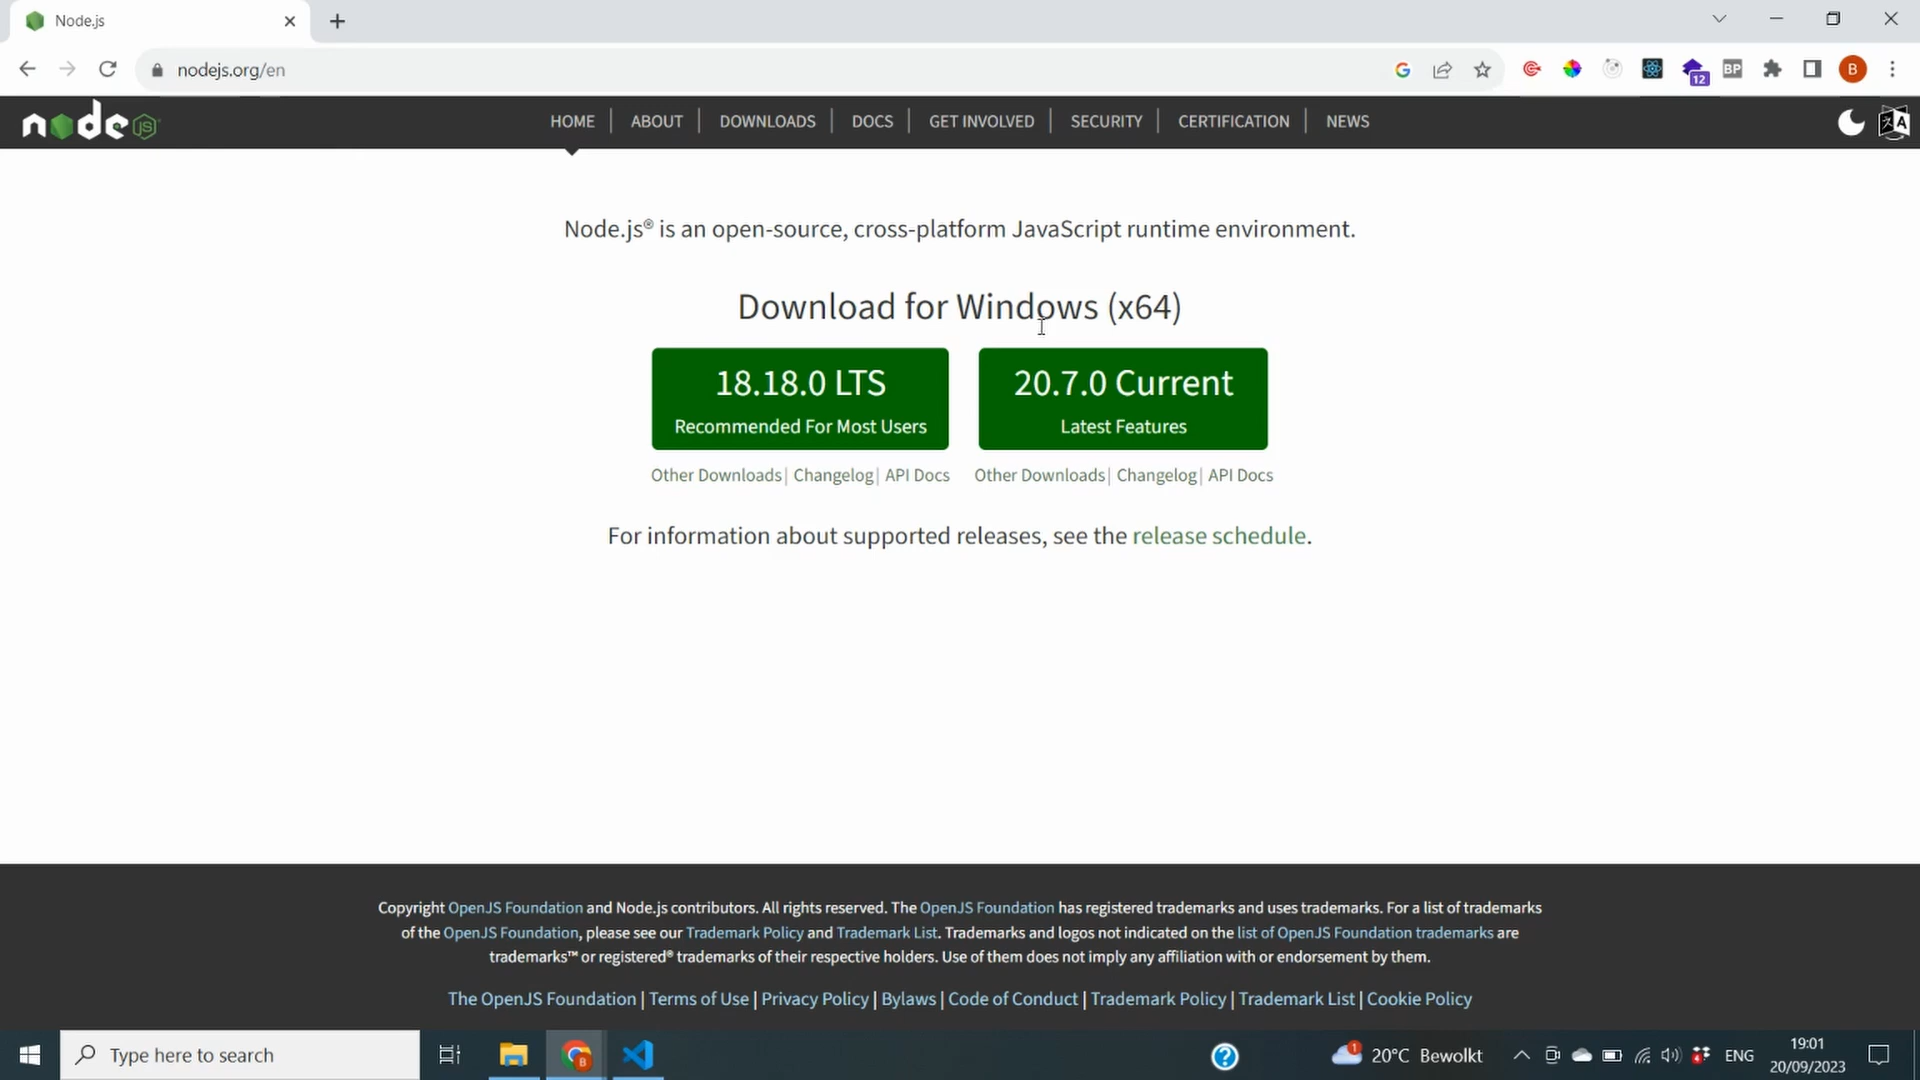 Node.js
nodejs.org/en
12
BP
B
node JS
HOME | ABOUT | DOWNLOADS | DOCS | GET INVOLVED | SECURITY | CERTIFICATION | NEWS
Node.js® is an open-source, cross-platform JavaScript runtime environment.
Download for Windows (x64)
18.18.0 LTS
Recommended For Most Users
20.7.0 Current
Latest Features
Other Downloads | Changelog | API Docs
Other Downloads | Changelog | API Docs
For information about supported releases, see the release schedule.
Copyright OpenJS Foundation and Node.js contributors. All rights reserved. The OpenJS Foundation has registered trademarks and uses trademarks. For a list of trademarks
of the OpenJS Foundation, please see our Trademark Policy and Trademark List. Trademarks and logos not indicated on the list of OpenJS Foundation trademarks are
trademarks™ or registered® trademarks of their respective holders. Use of them does not imply any affiliation with or endorsement by them.
The OpenJS Foundation | Terms of Use | Privacy Policy | Bylaws | Code of Conduct | Trademark Policy | Trademark List | Cookie Policy
Type here to search
1
20°C Bewolkt
ENG
19:01
20/09/2023